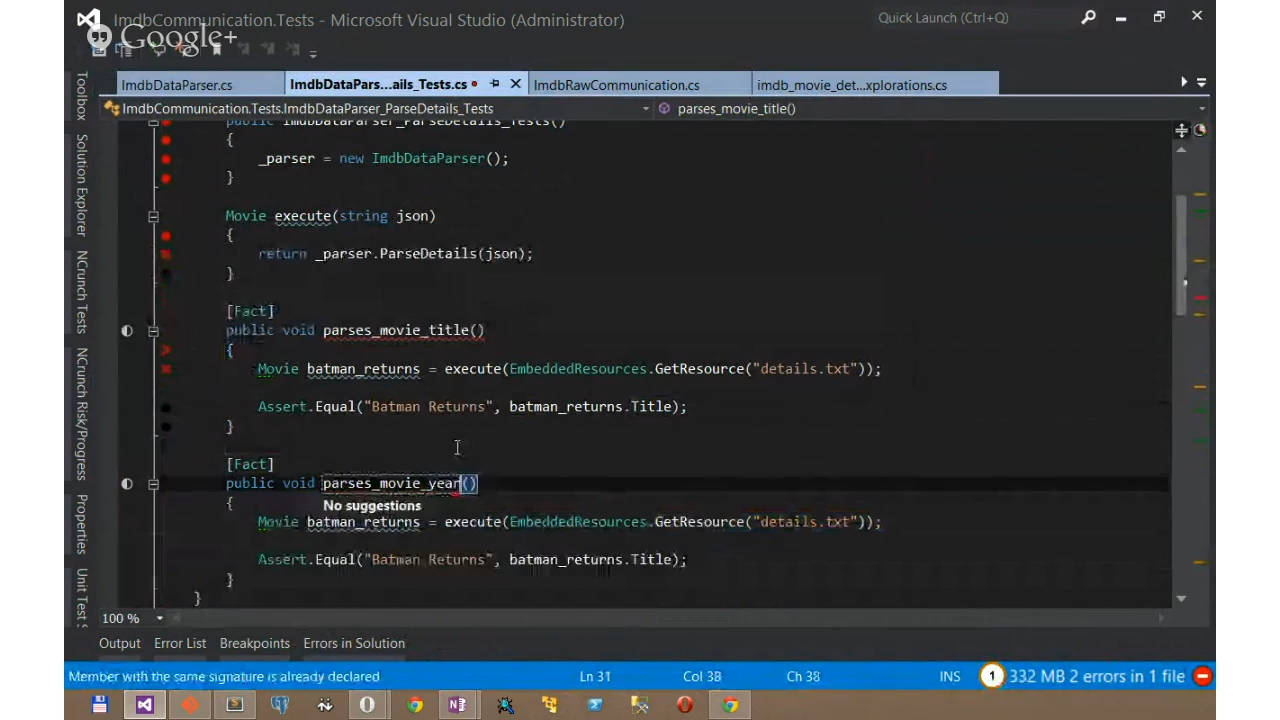 ImdbCommunication.Tests - Microsoft Visual Studio (Administrator)
Quick Launch (Ctrl+Q)
Google+
ImdbDataParser.cs
ImdbDataPars...ails_Tests.cs
ImdbRawCommunication.cs
imdb_movie_det...xplorations.cs
ImdbCommunication.Tests.ImdbDataParser_ParseDetails_Tests
parses_movie_title()
Toolbox
Solution Explorer
NCrunch Tests
NCrunch Risk/Progress
Properties
Unit Test S
public ImdbDataParser_ParseDetails_Tests()
{
_parser = new ImdbDataParser();
}
Movie execute(string json)
{
return _parser.ParseDetails(json);
}
[Fact]
public void parses_movie_title()
{
Movie batman_returns = execute(EmbeddedResources.GetResource("details.txt"));
Assert.Equal("Batman Returns", batman_returns.Title);
}
[Fact]
public void parses_movie_year()
{
No suggestions
Movie batman_returns = execute(EmbeddedResources.GetResource("details.txt"));
Assert.Equal("Batman Returns", batman_returns.Title);
}
}
100 %
Output
Error List
Breakpoints
Errors in Solution
Member with the same signature is already declared
Ln 31
Col 38
Ch 38
INS
1
332 MB 2 errors in 1 file